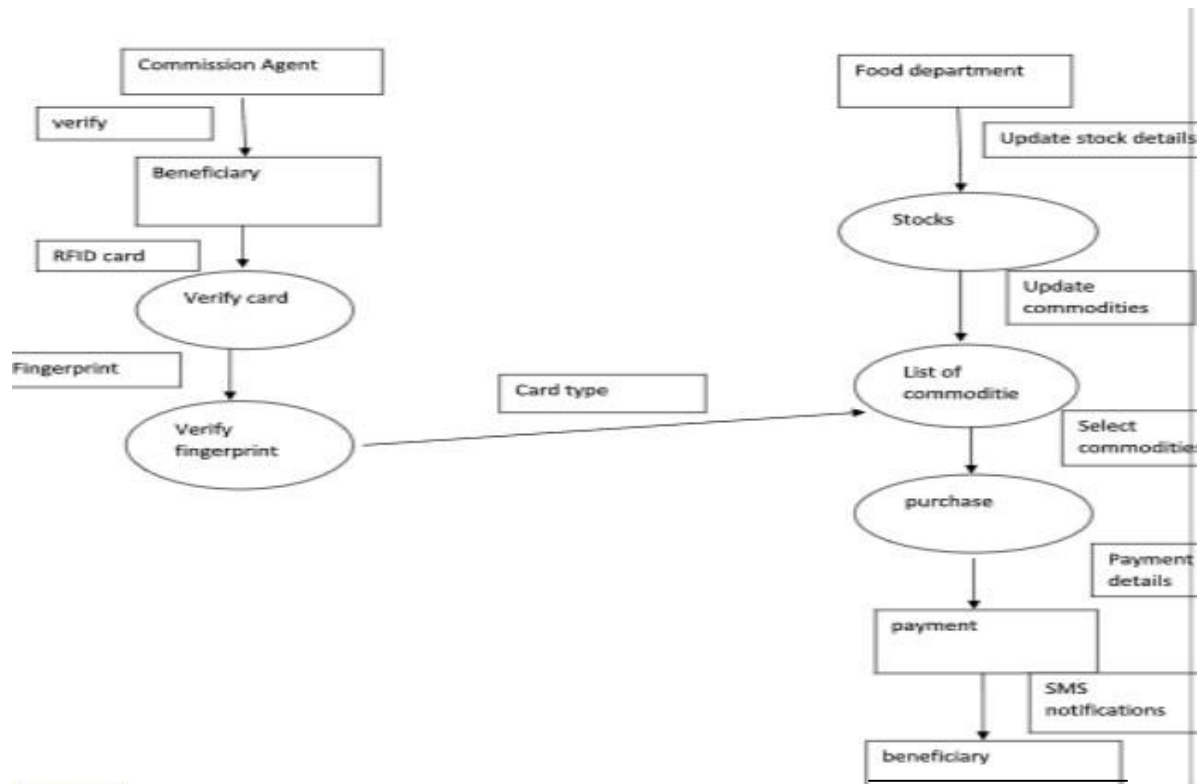 Commission Agent
verify
Beneficiary
RFID card
Verify card
Fingerprint
Verify
fingerprint
Card type
Food department
Update stock details
Stocks
Update
commodities
List of
commoditie
Select
commodities
purchase
Payment
details
payment
SMS
notifications
beneficiary